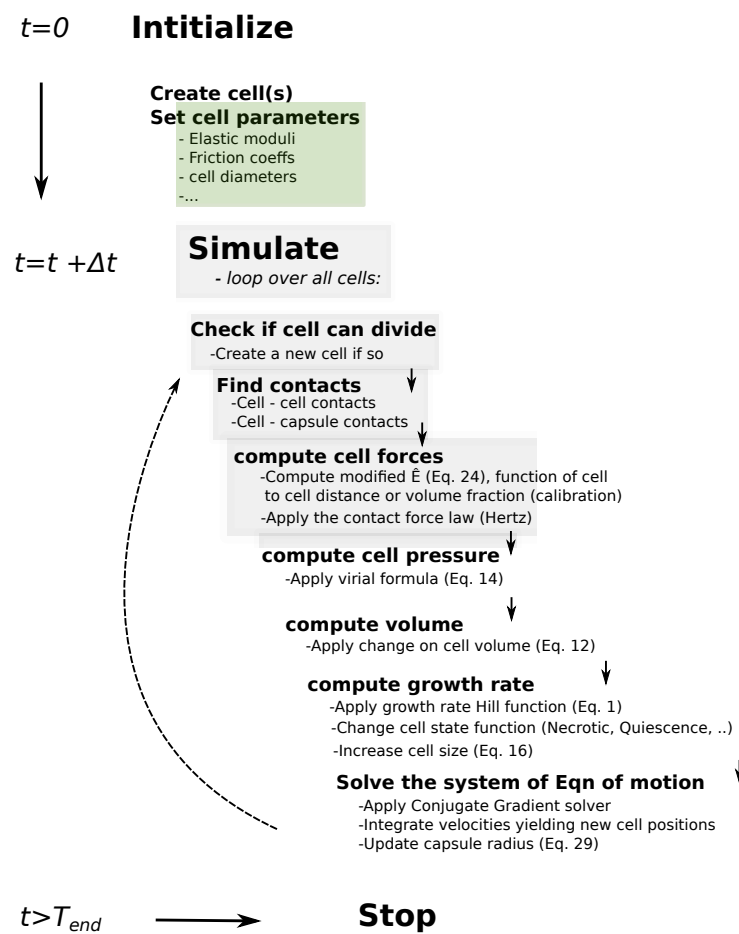 t=0 Intitialize
Create cell(s)
Set cell parameters
- Elastic moduli
- Friction coeffs
- cell diameters
-...
t=t +Δt
Simulate
- loop over all cells:
Check if cell can divide
-Create a new cell if so
Find contacts
-Cell - cell contacts
-Cell - capsule contacts
compute cell forces
-Compute modified Ê (Eq. 24), function of cell
to cell distance or volume fraction (calibration)
-Apply the contact force law (Hertz)
compute cell pressure
-Apply virial formula (Eq. 14)
compute volume
-Apply change on cell volume (Eq. 12)
compute growth rate
-Apply growth rate Hill function (Eq. 1)
-Change cell state function (Necrotic, Quiescence, ..)
-Increase cell size (Eq. 16)
Solve the system of Eqn of motion
-Apply Conjugate Gradient solver
-Integrate velocities yielding new cell positions
-Update capsule radius (Eq. 29)
t>T_end Stop